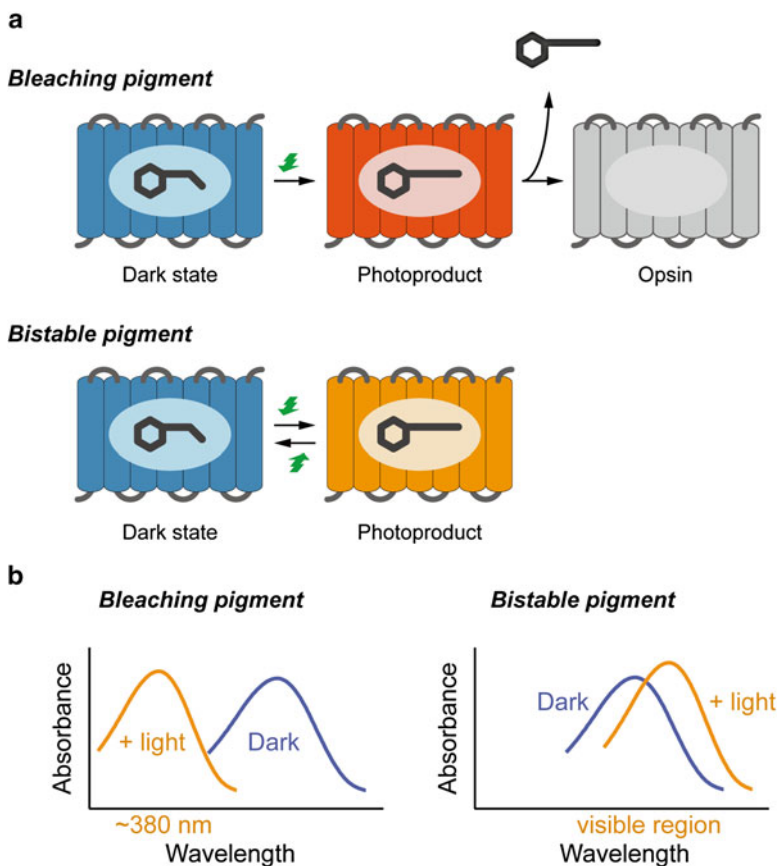 a
Bleaching pigment
Dark state
Photoproduct
Opsin
Bistable pigment
Dark state
Photoproduct
b
Bleaching pigment
Absorbance
+ light
Dark
~380 nm
Wavelength
Bistable pigment
Absorbance
Dark
+ light
visible region
Wavelength